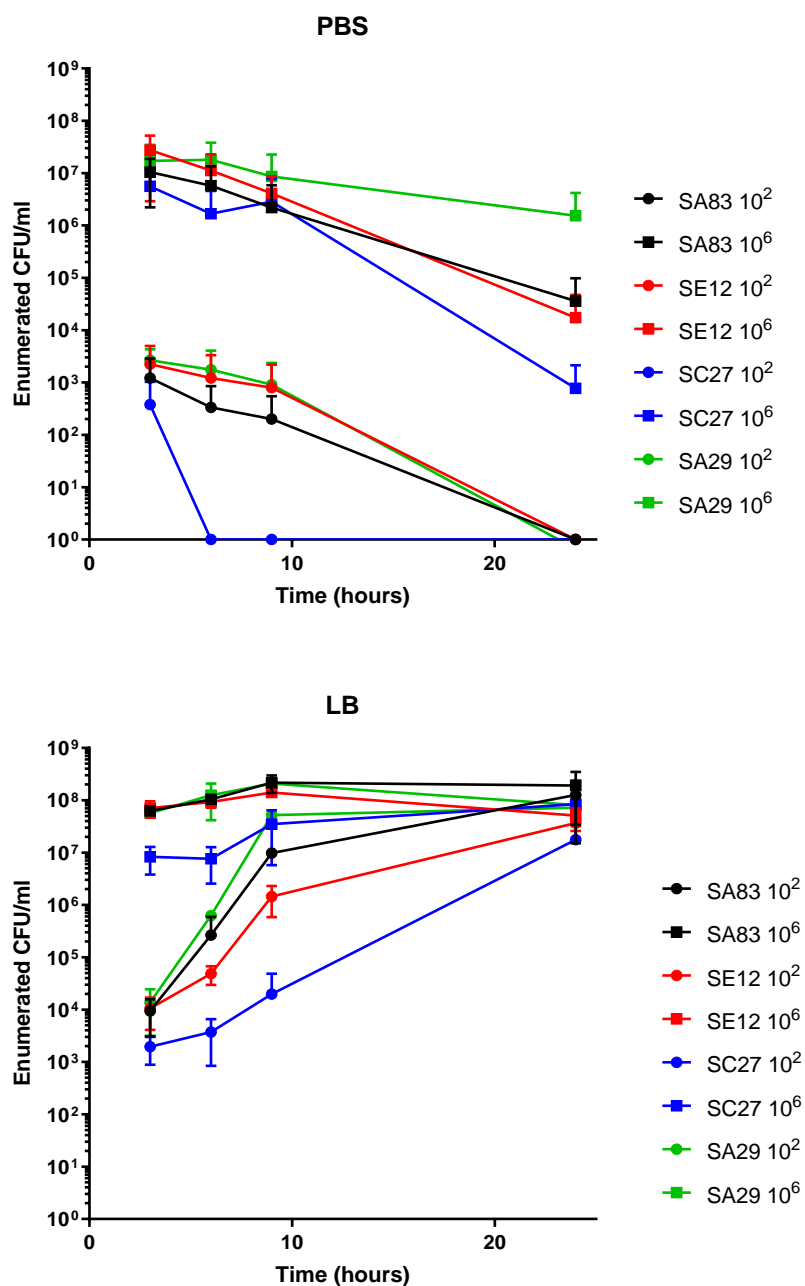 PBS
Enumerated CFU/ml
10⁹
10⁸
10⁷
10⁶
10⁵
10⁴
10³
10²
10¹
10⁰
0
10
20
Time (hours)
SA83 10²
SA83 10⁶
SE12 10²
SE12 10⁶
SC27 10²
SC27 10⁶
SA29 10²
SA29 10⁶
LB
Enumerated CFU/ml
10⁹
10⁸
10⁷
10⁶
10⁵
10⁴
10³
10²
10¹
10⁰
0
10
20
Time (hours)
SA83 10²
SA83 10⁶
SE12 10²
SE12 10⁶
SC27 10²
SC27 10⁶
SA29 10²
SA29 10⁶